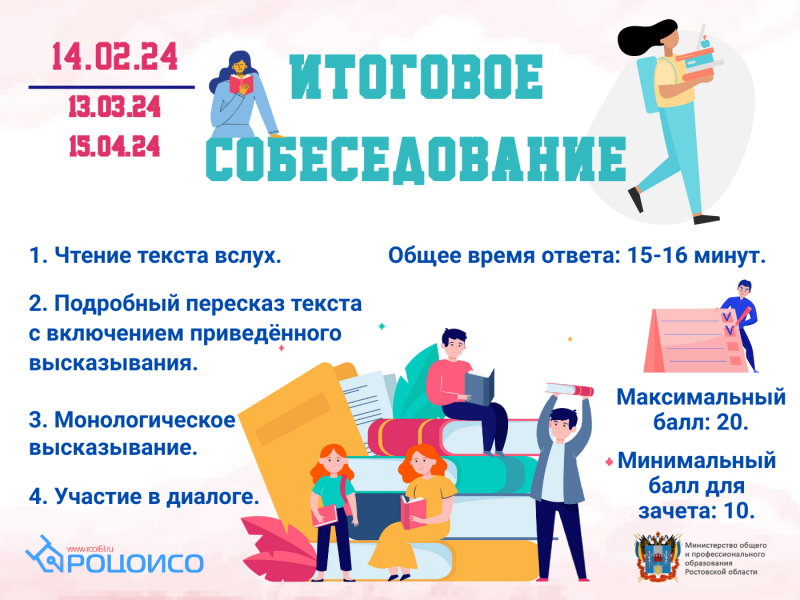 14.02.24
13.03.24
15.04.24
ИТОГОВОЕ
СОБЕСЕДОВАНИЕ
1. Чтение текста вслух.
Общее время ответа: 15-16 минут.
2. Подробный пересказ текста
с включением приведённого
высказывания.
3. Монологическое
высказывание.
4. Участие в диалоге.
Максимальный
балл: 20.
Минимальный
балл для
зачета: 10.
www.rcoi61.ru
РОЦОИСО
Министерство общего
и профессионального
образования
Ростовской области